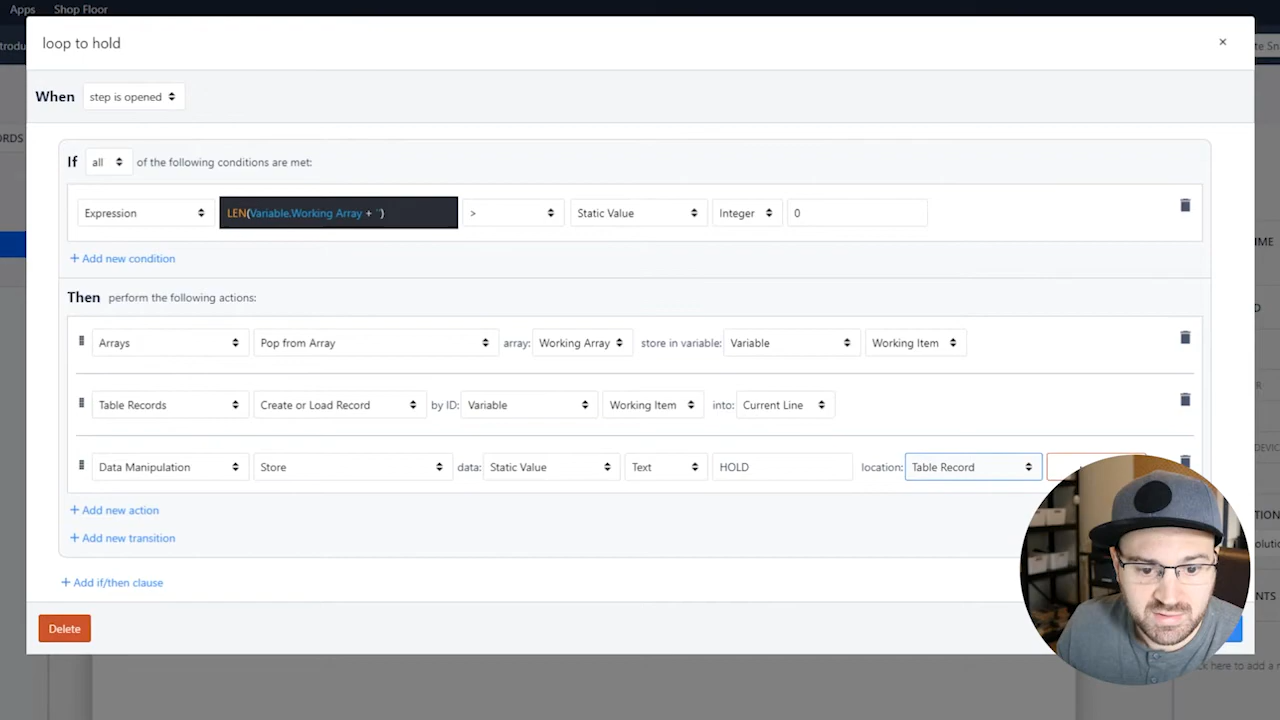 Apps Shop Floor
loop to hold ×
When step is opened
If all of the following conditions are met:
Expression LEN(Variable.Working Array + '') > Static Value Integer 0
+ Add new condition
Then perform the following actions:
Arrays Pop from Array array: Working Array store in variable: Variable Working Item
Table Records Create or Load Record by ID: Variable Working Item into: Current Line
Data Manipulation Store data: Static Value Text HOLD location: Table Record
+ Add new action
+ Add new transition
+ Add if/then clause
Delete